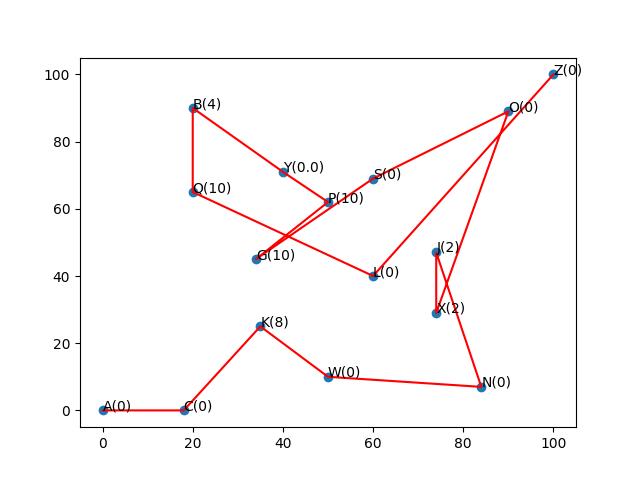 100
Z(0)
B(4)
O(0)
80
Y(0.0)
S(0)
Q(10)
P(10)
60
J(2)
G(10)
40
L(0)
X(2)
K(8)
20
W(0)
N(0)
0
A(0)
C(0)
0 20 40 60 80 100